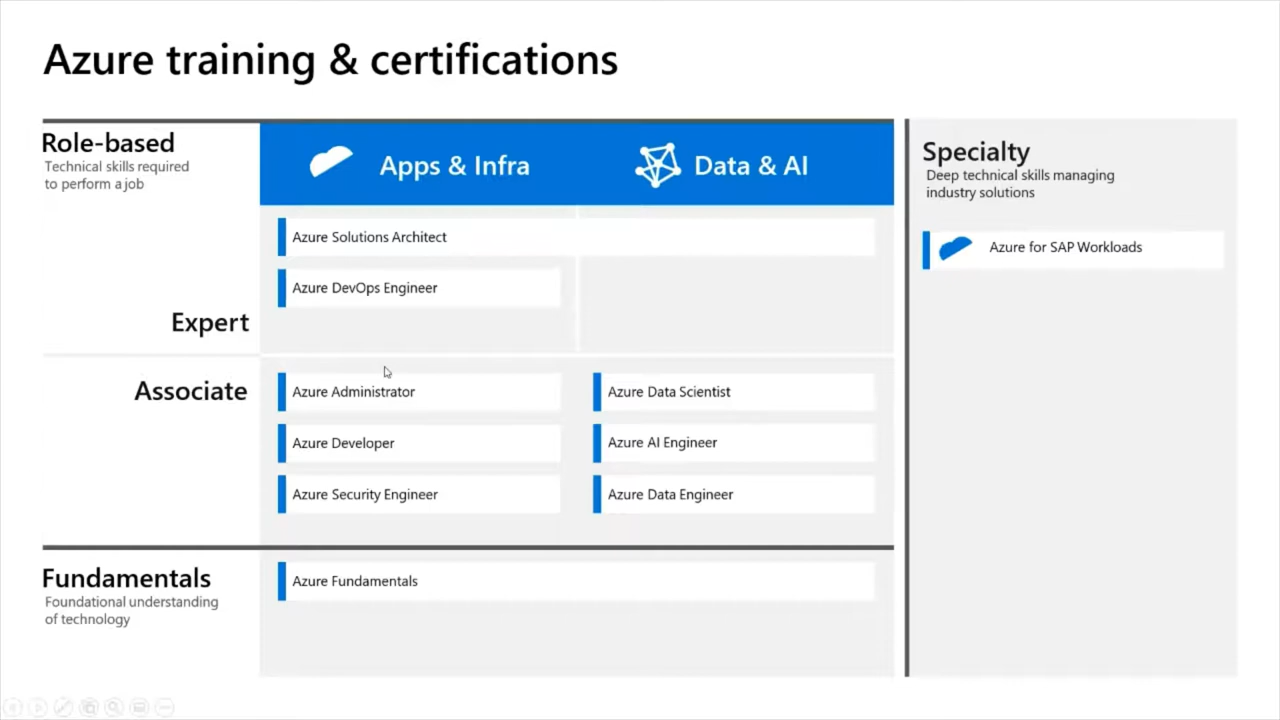 Azure training & certifications
Role-based
Technical skills required
to perform a job
Apps & Infra
Data & AI
Specialty
Deep technical skills managing
industry solutions
Azure Solutions Architect
Azure for SAP Workloads
Azure DevOps Engineer
Expert
Associate
Azure Administrator
Azure Data Scientist
Azure Developer
Azure AI Engineer
Azure Security Engineer
Azure Data Engineer
Fundamentals
Foundational understanding
of technology
Azure Fundamentals